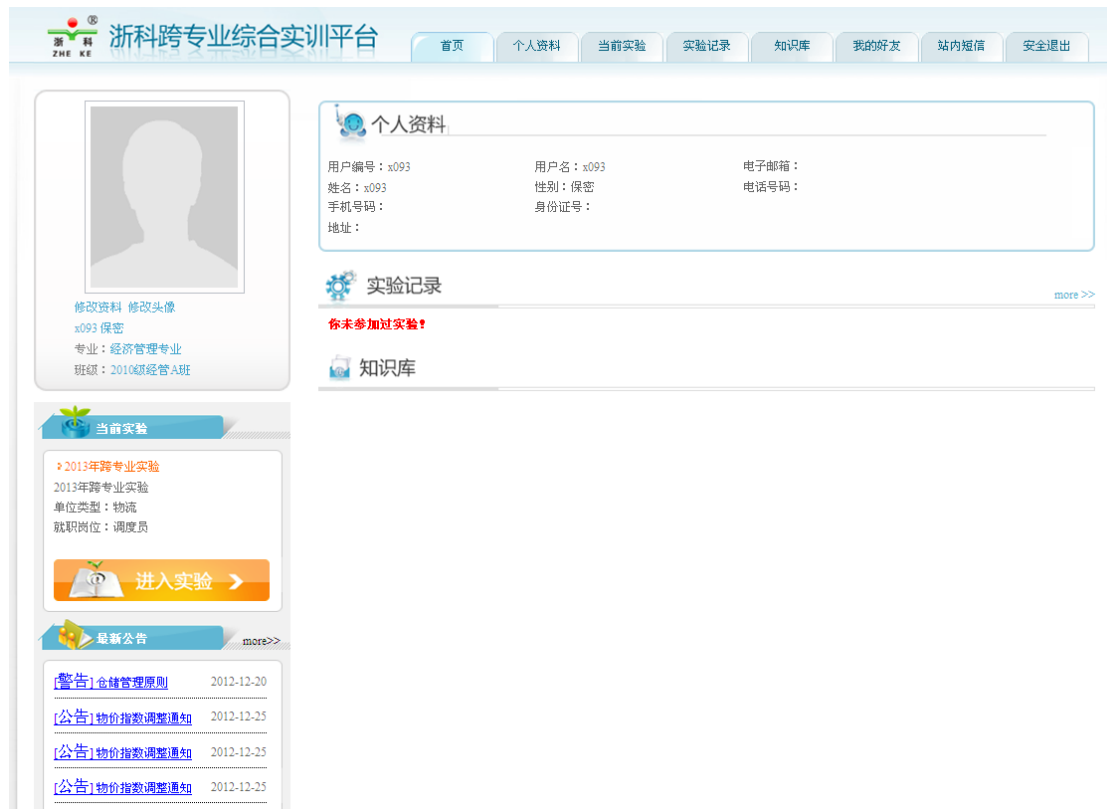 浙科 ®
ZHE KE
浙科跨专业综合实训平台
首页 个人资料 当前实验 实验记录 知识库 我的好友 站内短信 安全退出
修改资料 修改头像
x093 保密
专业：经济管理专业
班级：2010级经管A班
当前实验
2013年跨专业实验
2013年跨专业实验
单位类型：物流
就职岗位：调度员
进入实验
最新公告 more>>
[警告] 仓储管理原则 2012-12-20
[公告] 物价指数调整通知 2012-12-25
[公告] 物价指数调整通知 2012-12-25
[公告] 物价指数调整通知 2012-12-25
个人资料
用户编号：x093 用户名：x093 电子邮箱：
姓名：x093 性别：保密 电话号码：
手机号码： 身份证号：
地址：
实验记录
more >>
你未参加过实验！
知识库